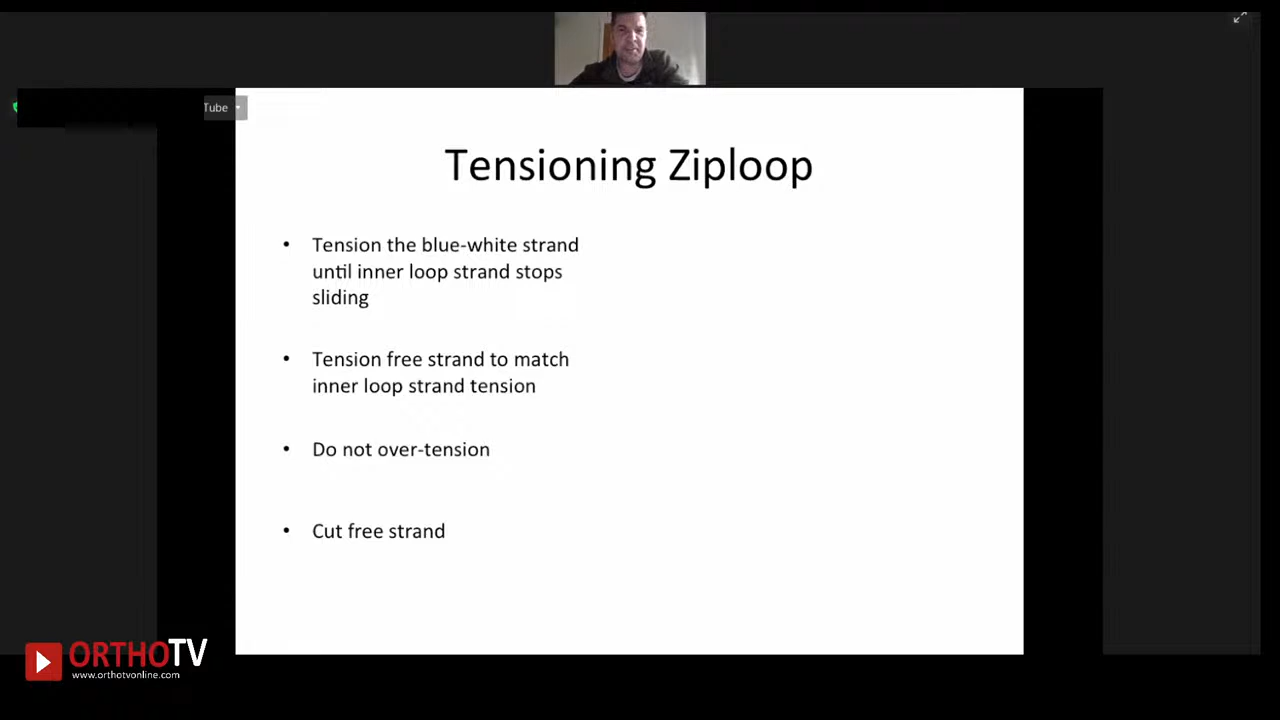 Tube
Tensioning Ziploop
• Tension the blue-white strand
until inner loop strand stops
sliding
• Tension free strand to match
inner loop strand tension
• Do not over-tension
• Cut free strand
ORTHOTV
www.orthotvonline.com